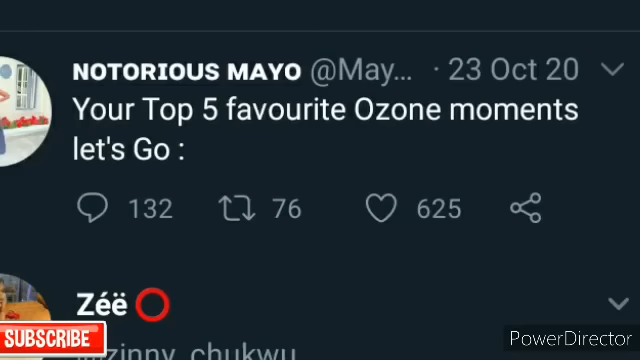 NOTORIOUS MAYO @May... · 23 Oct 20
Your Top 5 favourite Ozone moments
let's Go :
132 76 625
Zéë ⭕
SUBSCRIBE
zinny_chukwu
PowerDirector